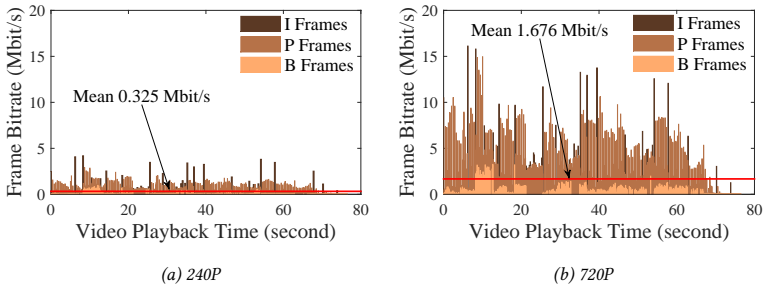 20
15
10
5
0
Frame Bitrate (Mbit/s)
I Frames
P Frames
B Frames
Mean 0.325 Mbit/s
0 20 40 60 80
Video Playback Time (second)
(a) 240P
20
15
10
5
0
Frame Bitrate (Mbit/s)
Mean 1.676 Mbit/s
I Frames
P Frames
B Frames
0 20 40 60 80
Video Playback Time (second)
(b) 720P